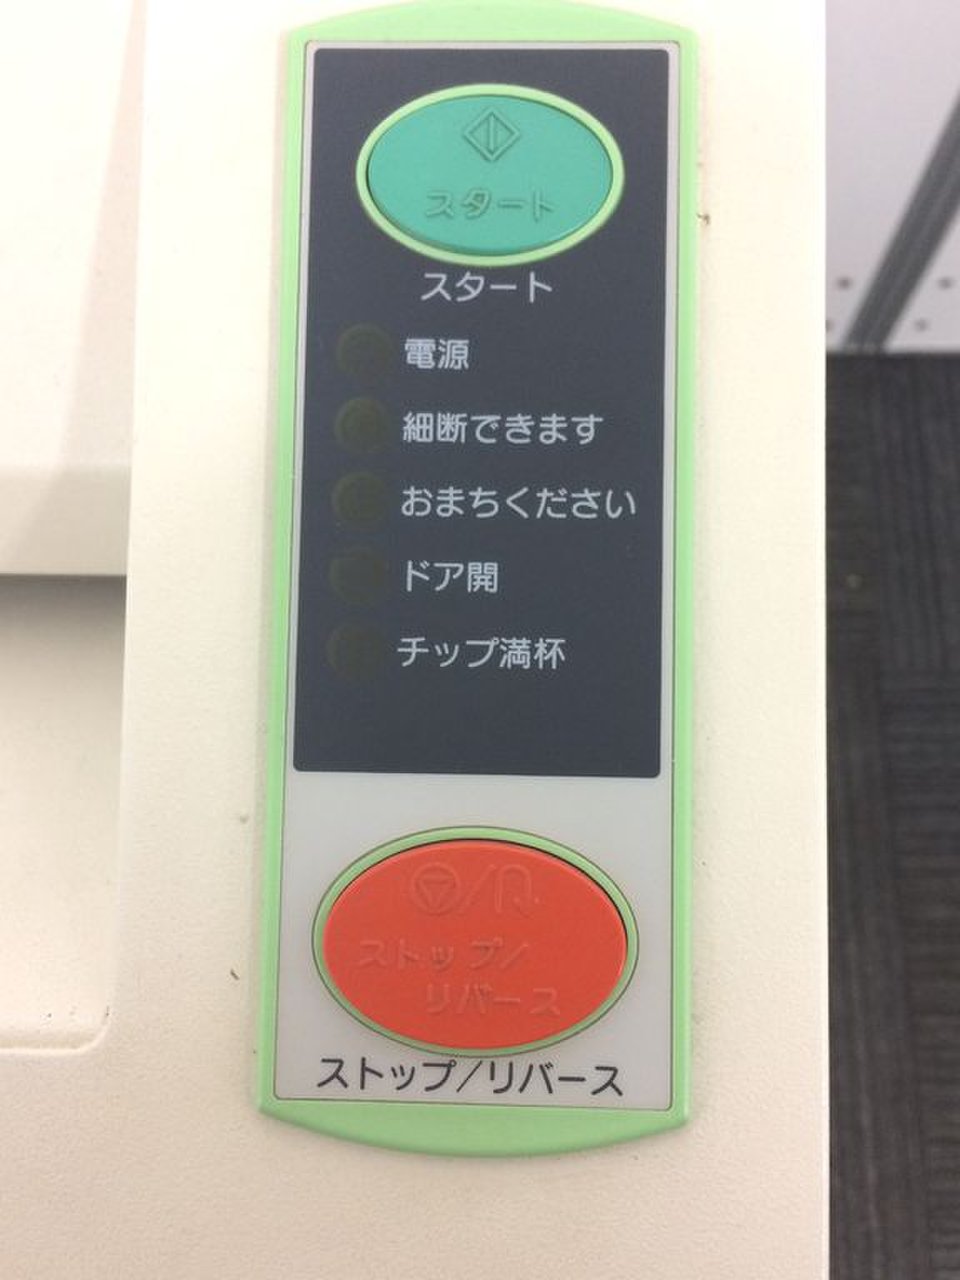 スタート
スタート
電源
細断できます
おまちください
ドア開
チップ満杯
ストップ/
リバース
ストップ/リバース